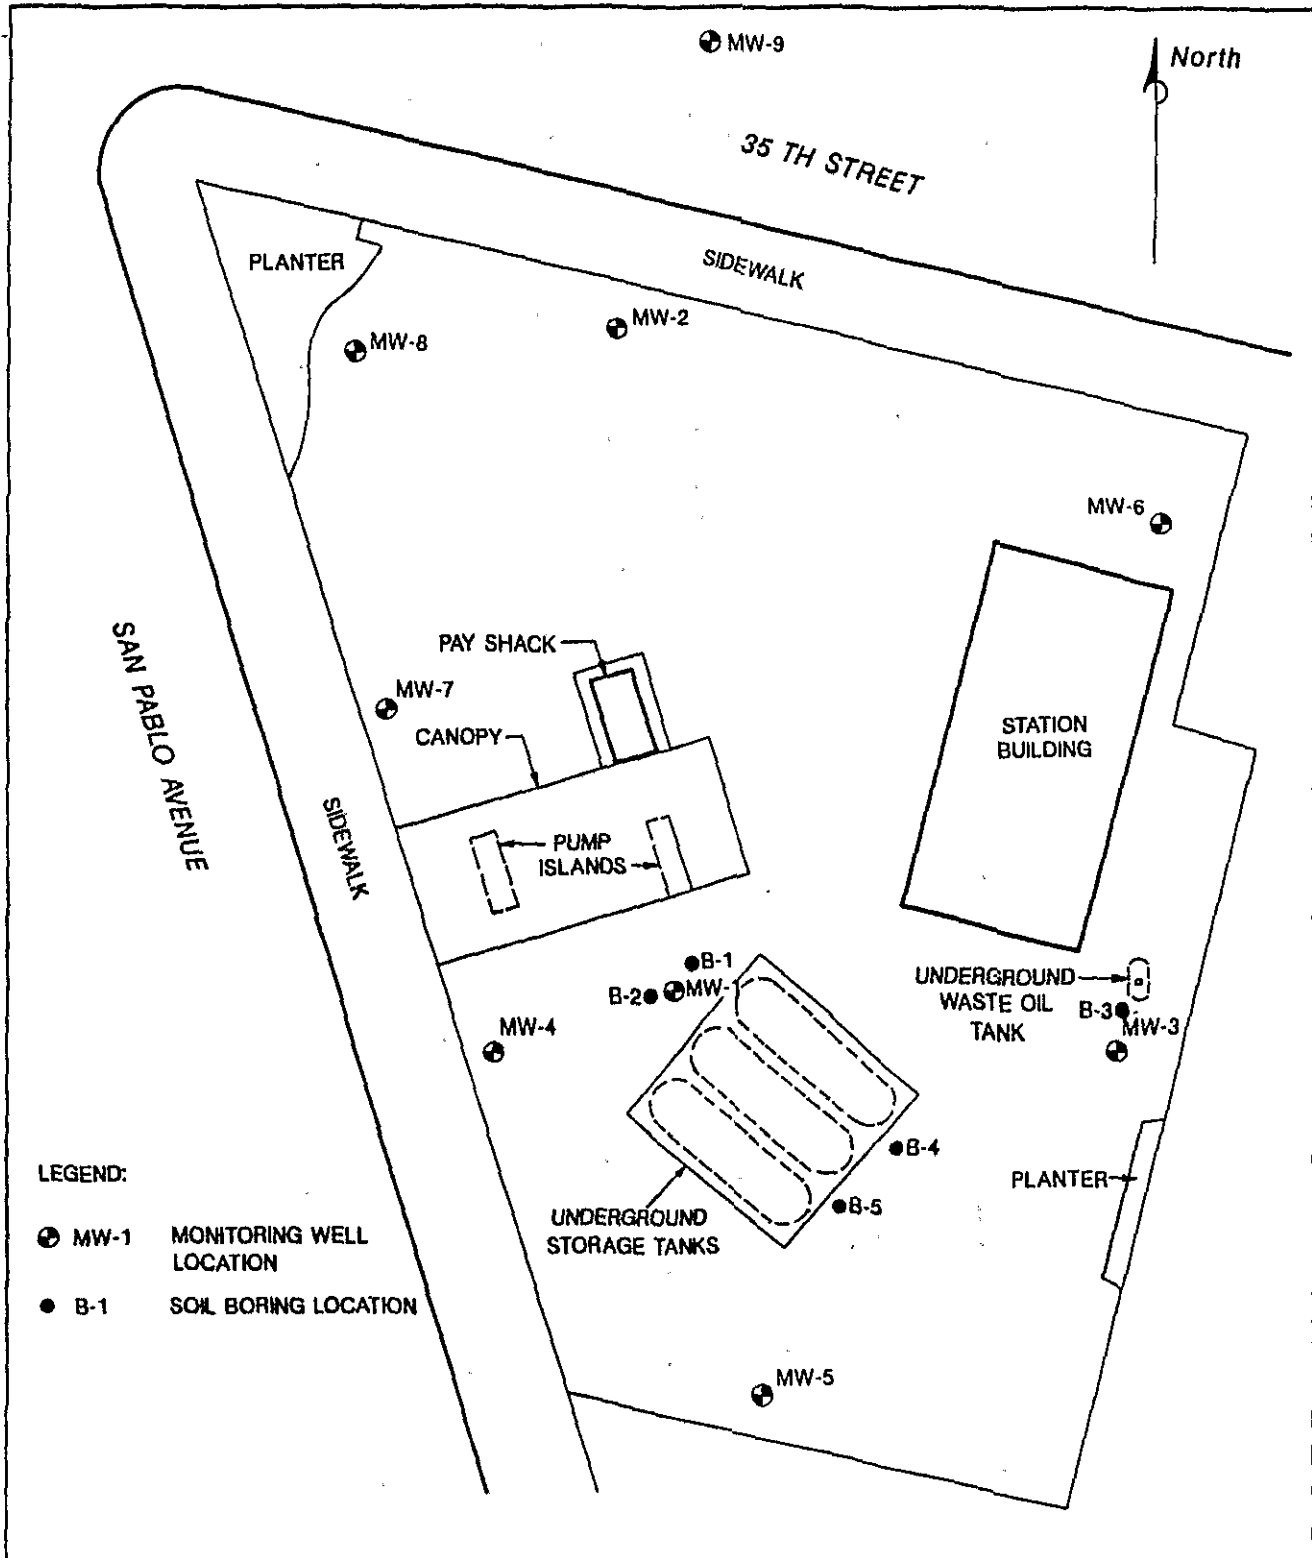 MW-9
North
35 TH STREET
SIDEWALK
PLANTER
MW-2
MW-8
MW-6
PAY SHACK
SAN PABLO AVENUE
MW-7
CANOPY
STATION
BUILDING
SIDEWALK
PUMP
ISLANDS
B-1
B-2
MW-1
UNDERGROUND
WASTE OIL
TANK
B-3
MW-3
MW-4
B-4
PLANTER
B-5
UNDERGROUND
STORAGE TANKS
MW-5
LEGEND:
MW-1 MONITORING WELL
LOCATION
B-1 SOIL BORING LOCATION